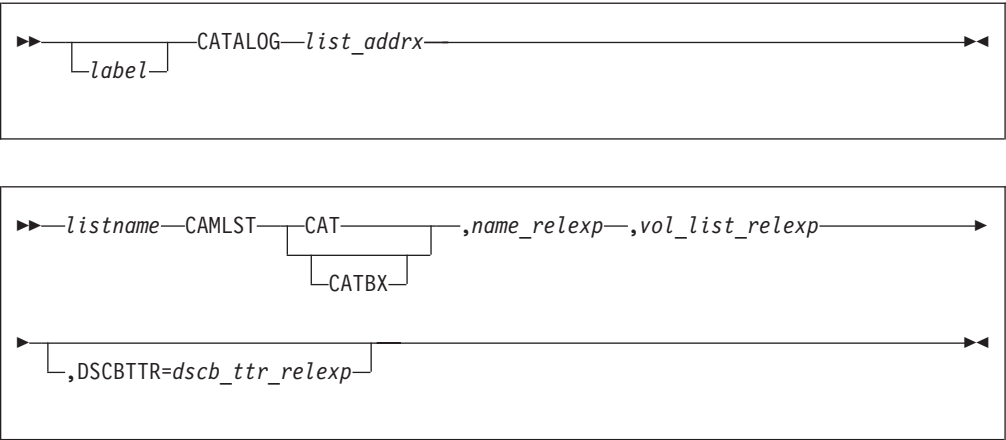 CATALOG list_addrx
label
listname CAMLST CAT ,name_relexp ,vol_list_relexp
CATBX
,DSCBTTR=dscb_ttr_relexp